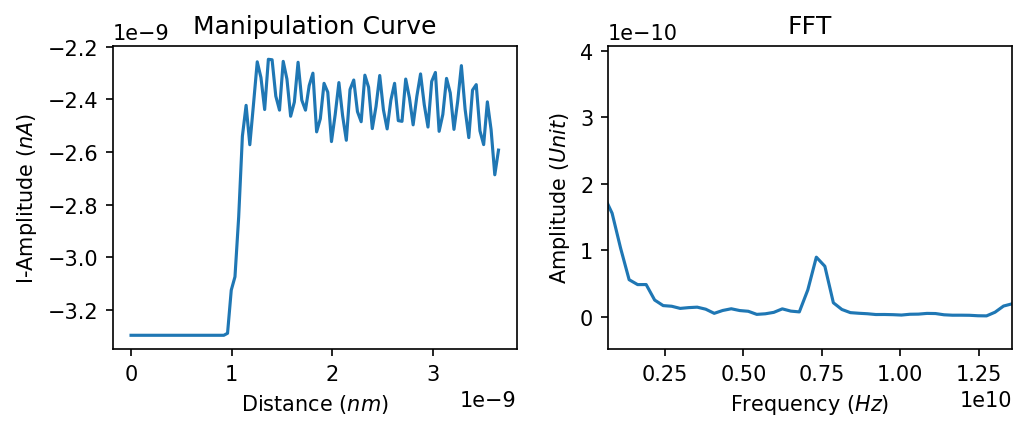 Manipulation Curve
1e−9
−2.2
−2.4
−2.6
−2.8
−3.0
−3.2
I-Amplitude (nA)
0 1 2 3
Distance (nm)
1e−9
FFT
1e−10
4
3
2
1
0
Amplitude (Unit)
0.25 0.50 0.75 1.00 1.25
Frequency (Hz)
1e10